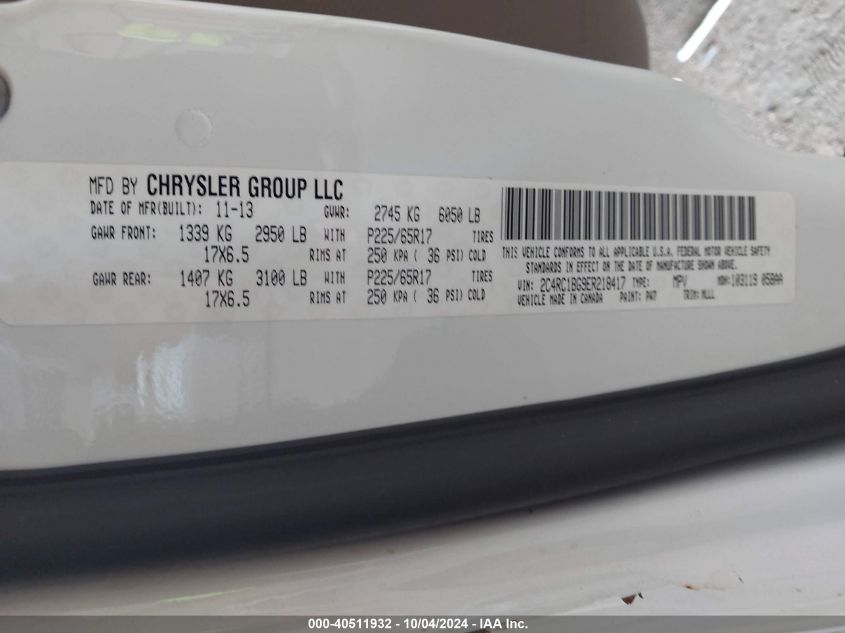 MFD BY CHRYSLER GROUP LLC
DATE OF MFR(BUILT): 11-13 GVWR: 2745 KG 6050 LB
GAWR FRONT: 1339 KG 2950 LB WITH P225/65R17 TIRES
17X6.5 RIMS AT 250 KPA ( 36 PSI) COLD
GAWR REAR: 1407 KG 3100 LB WITH P225/65R17 TIRES
17X6.5 RIMS AT 250 KPA ( 36 PSI) COLD
THIS VEHICLE CONFORMS TO ALL APPLICABLE U.S.A. FEDERAL MOTOR VEHICLE SAFETY
STANDARDS IN EFFECT ON THE DATE OF MANUFACTURE SHOWN ABOVE.
VIN: 2C4RC1BG9ER218417 TYPE: MPV MDH:103119 058AA
VEHICLE MADE IN CANADA PAINT: PW7 TRIM:MLLL
000-40511932 - 10/04/2024 - IAA Inc.